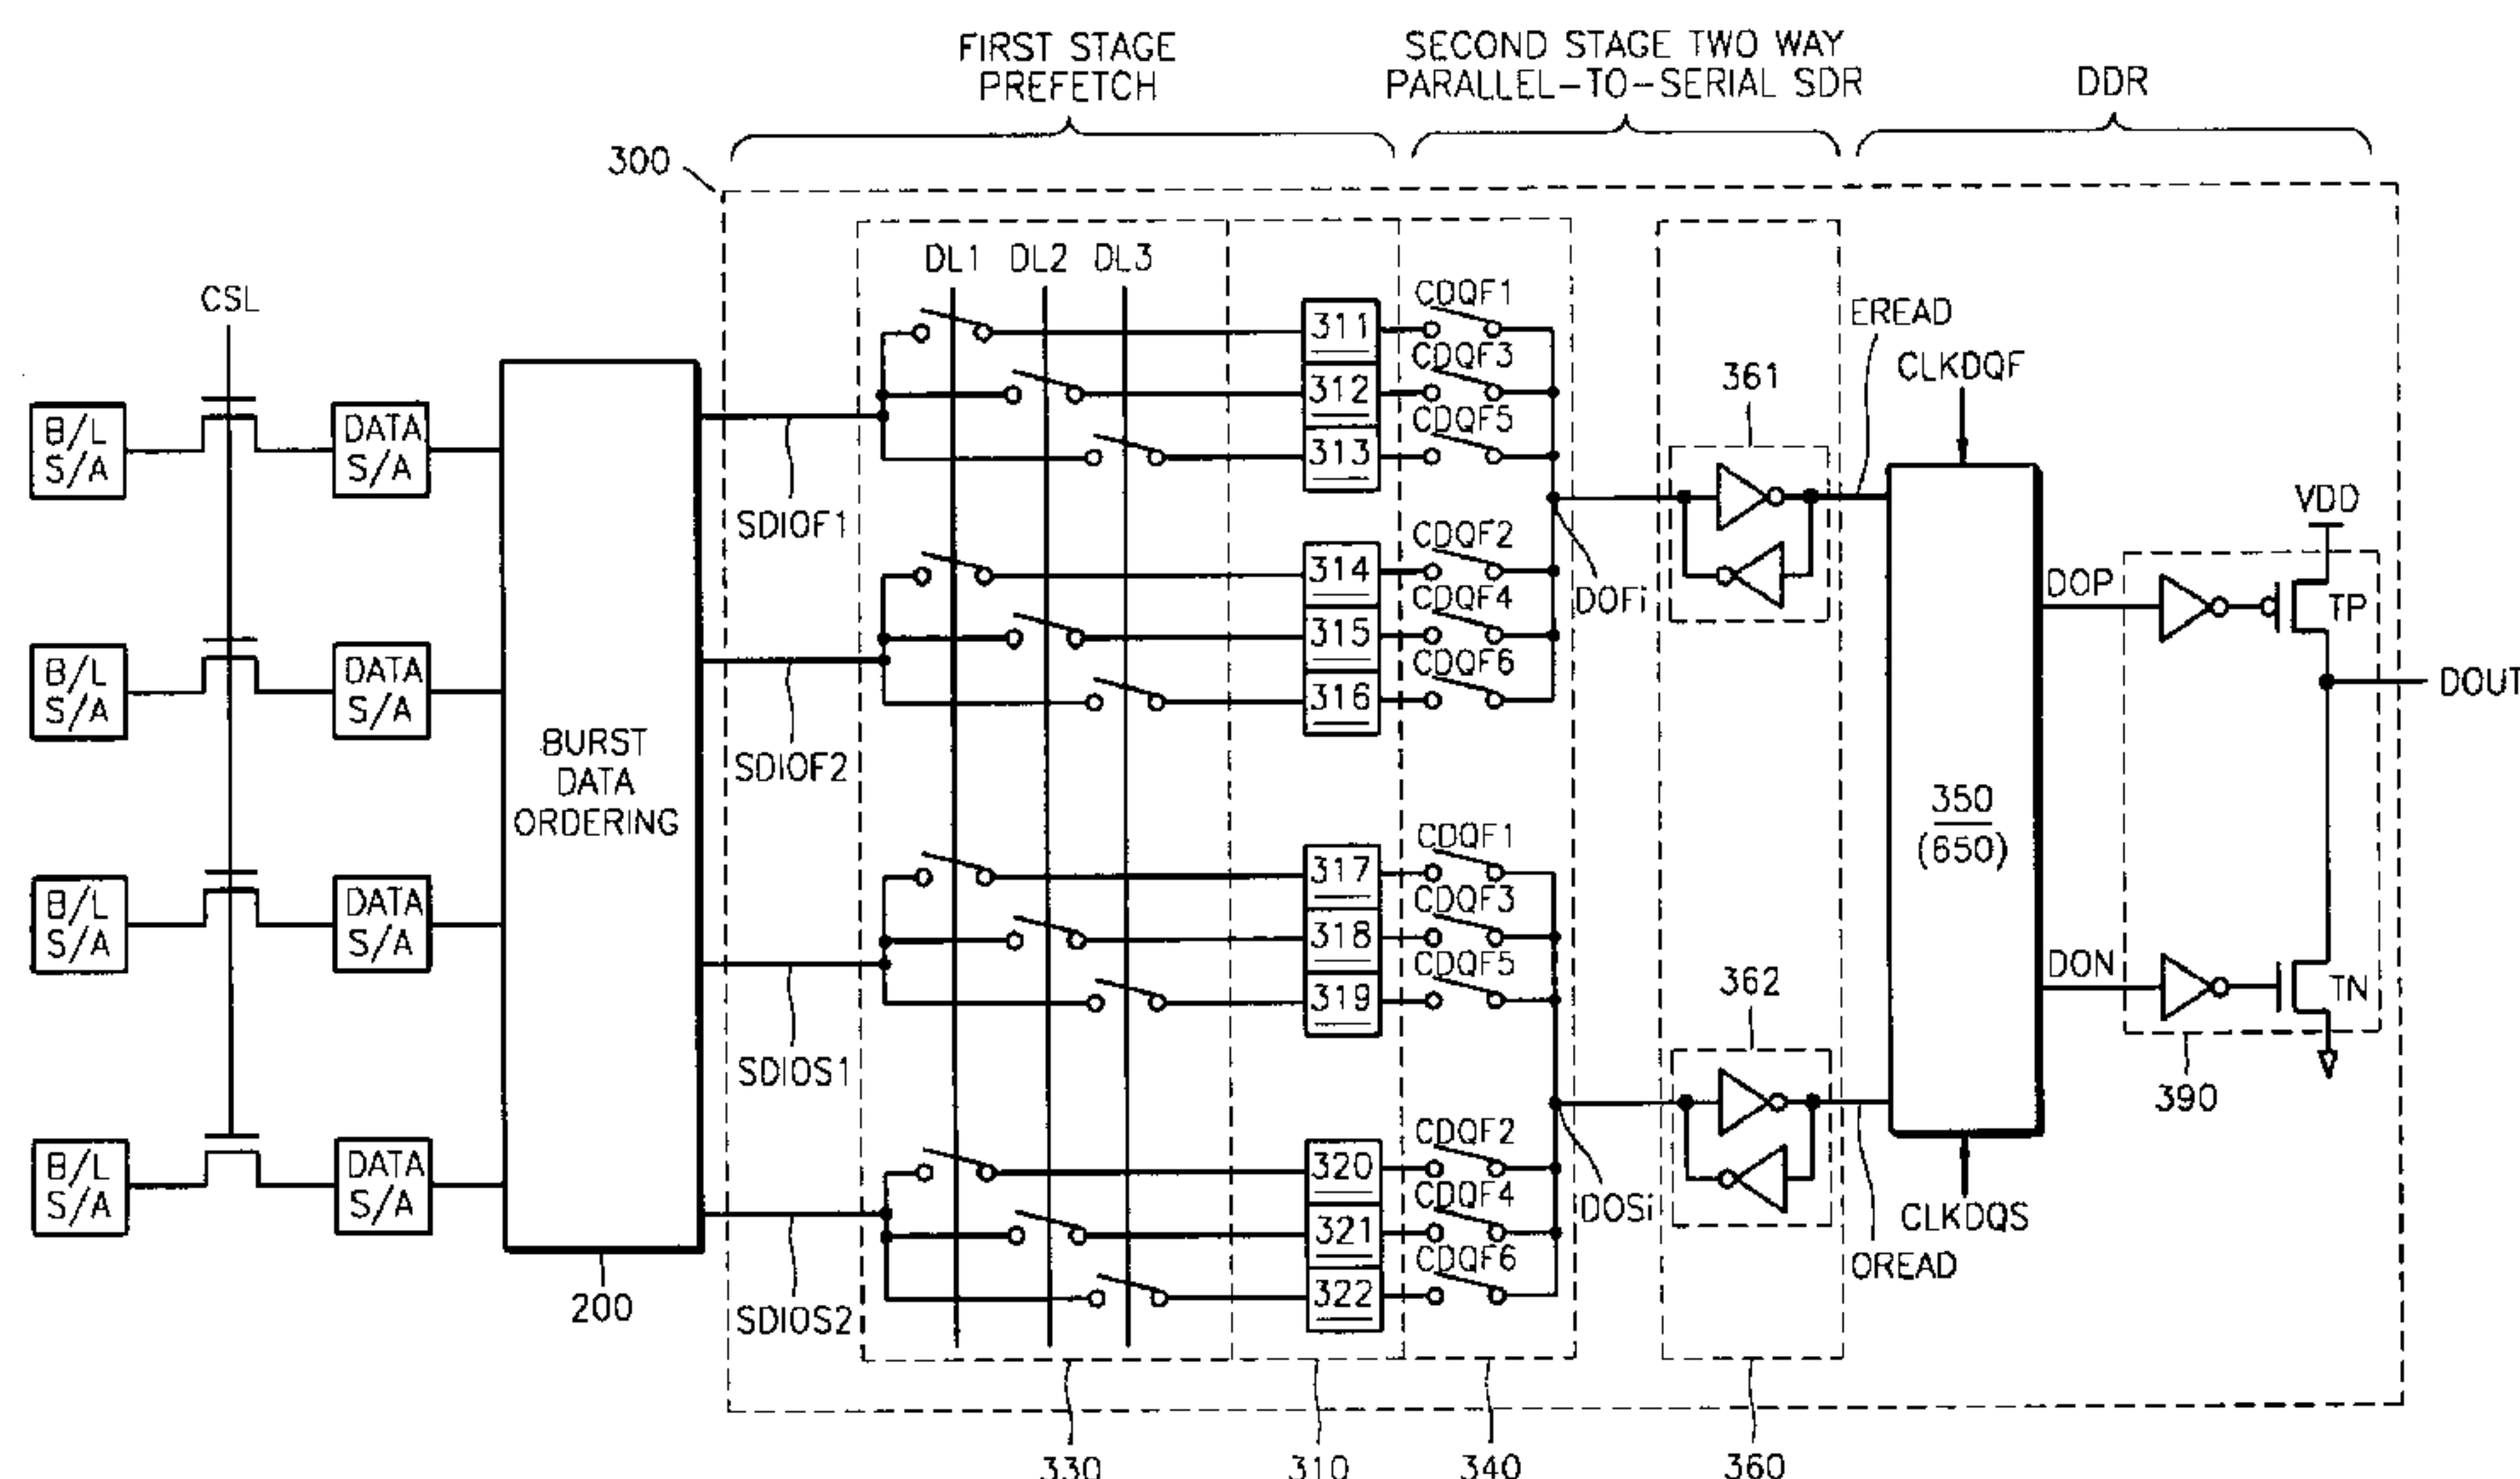 FIRST STAGE
PREFETCH
SECOND STAGE TWO WAY
PARALLEL-TO-SERIAL SDR
DDR
300
CSL
DL1
DL2
DL3
B/L
S/A
DATA
S/A
B/L
S/A
DATA
S/A
B/L
S/A
DATA
S/A
B/L
S/A
DATA
S/A
BURST
DATA
ORDERING
200
SDIOF1
SDIOF2
SDIOS1
SDIOS2
311
312
313
314
315
316
317
318
319
320
321
322
CDQF1
CDQF3
CDQF5
CDQF2
CDQF4
CDQF6
CDQF1
CDQF3
CDQF5
CDQF2
CDQF4
CDQF6
DOFi
DOSi
361
362
EREAD
OREAD
CLKDQF
350
(650)
CLKDQS
DOP
DON
VDD
TP
TN
DOUT
390
330
310
340
360